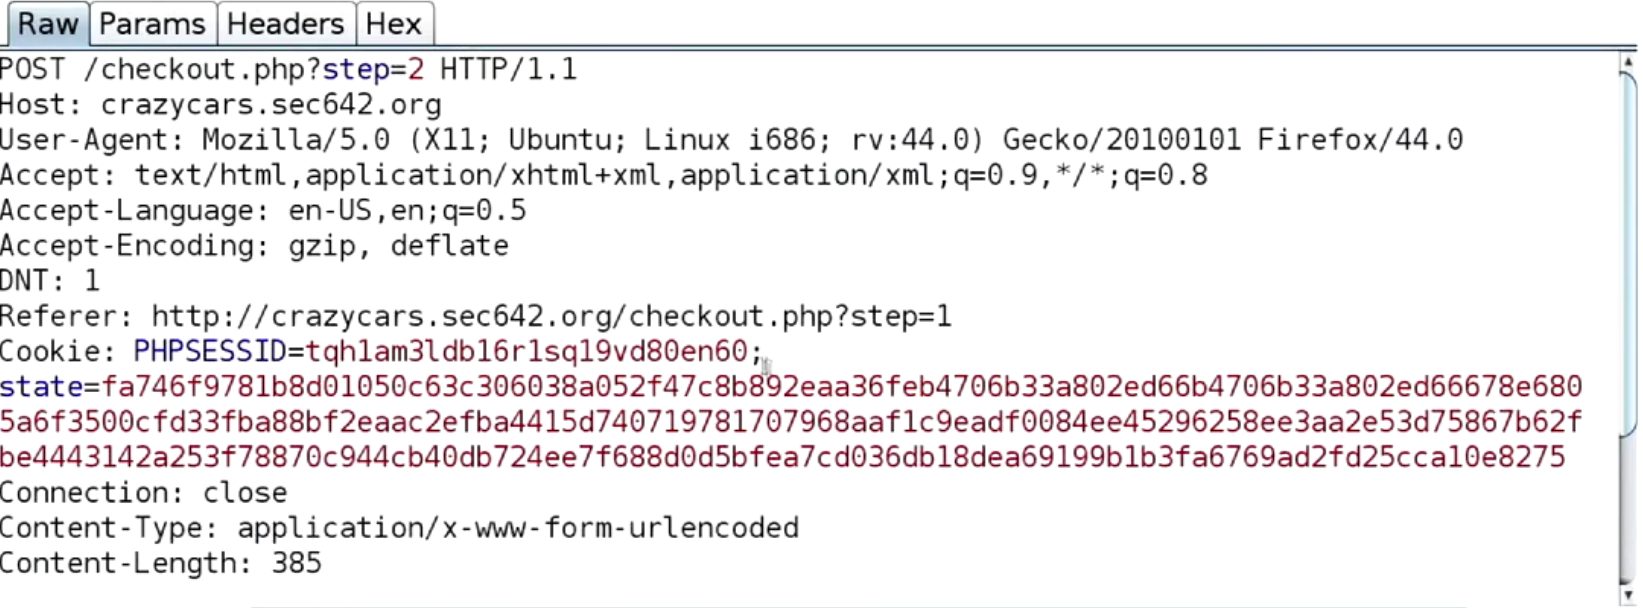 Raw Params Headers Hex
POST /checkout.php?step=2 HTTP/1.1
Host: crazycars.sec642.org
User-Agent: Mozilla/5.0 (X11; Ubuntu; Linux i686; rv:44.0) Gecko/20100101 Firefox/44.0
Accept: text/html,application/xhtml+xml,application/xml;q=0.9,*/*;q=0.8
Accept-Language: en-US,en;q=0.5
Accept-Encoding: gzip, deflate
DNT: 1
Referer: http://crazycars.sec642.org/checkout.php?step=1
Cookie: PHPSESSID=tqh1am3ldb16r1sq19vd80en60;
state=fa746f9781b8d01050c63c306038a052f47c8b892eaa36feb4706b33a802ed66b4706b33a802ed66678e680
5a6f3500cfd33fba88bf2eaac2efba4415d740719781707968aaf1c9eadf0084ee45296258ee3aa2e53d75867b62f
be4443142a253f78870c944cb40db724ee7f688d0d5bfea7cd036db18dea69199b1b3fa6769ad2fd25cca10e8275
Connection: close
Content-Type: application/x-www-form-urlencoded
Content-Length: 385